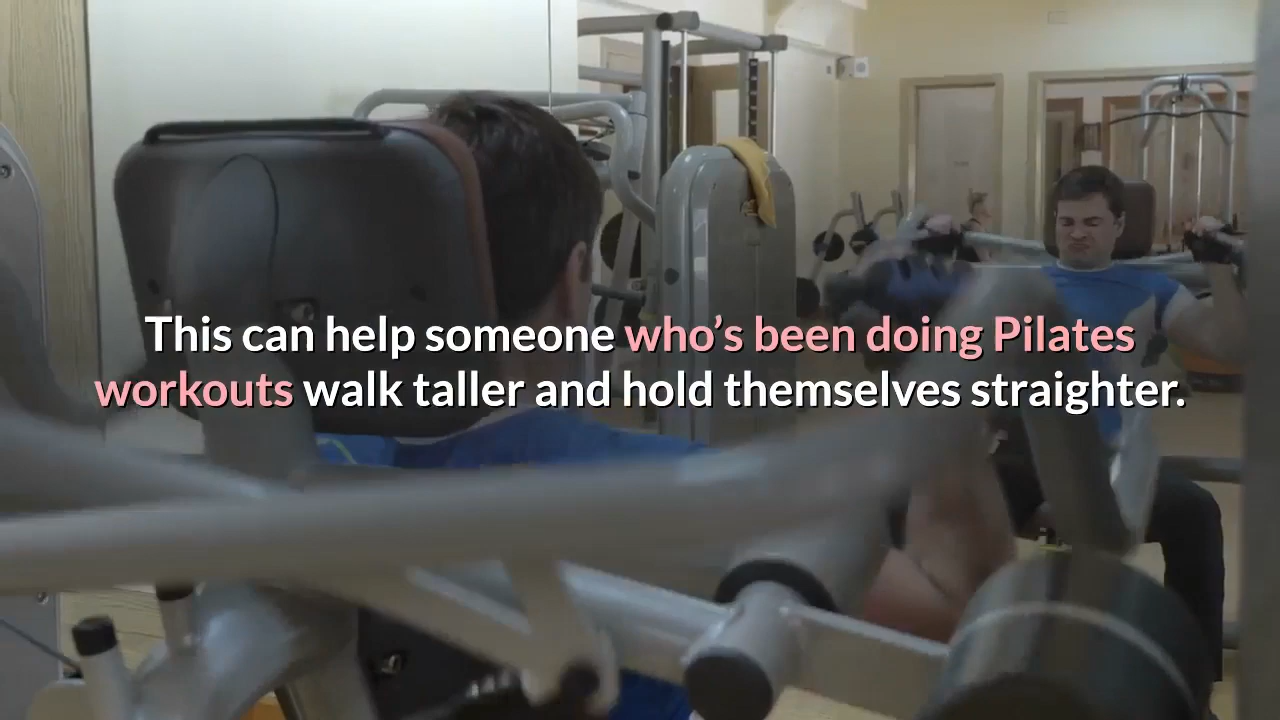 This can help someone who’s been doing Pilates
workouts walk taller and hold themselves straighter.